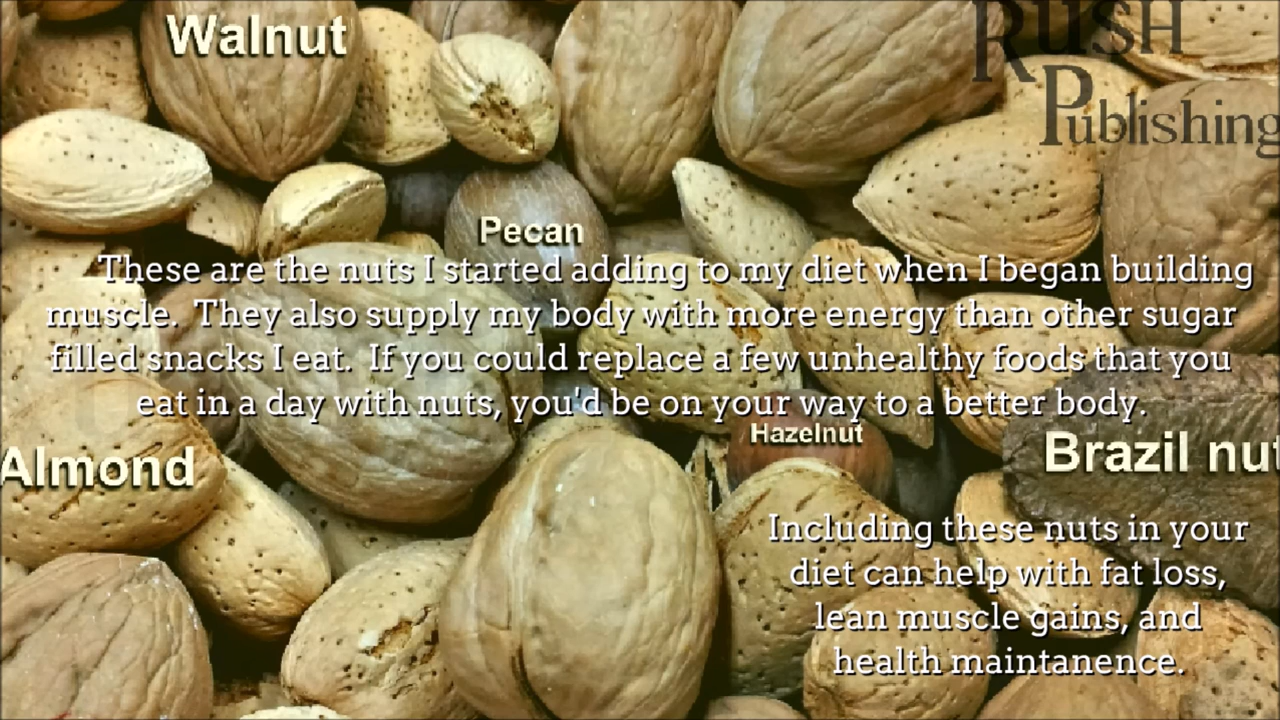 Walnut
RUSH
Publishing
Pecan
These are the nuts I started adding to my diet when I began building
muscle. They also supply my body with more energy than other sugar
filled snacks I eat. If you could replace a few unhealthy foods that you
eat in a day with nuts, you'd be on your way to a better body.
Hazelnut
Almond
Brazil nut
Including these nuts in your
diet can help with fat loss,
lean muscle gains, and
health maintanence.